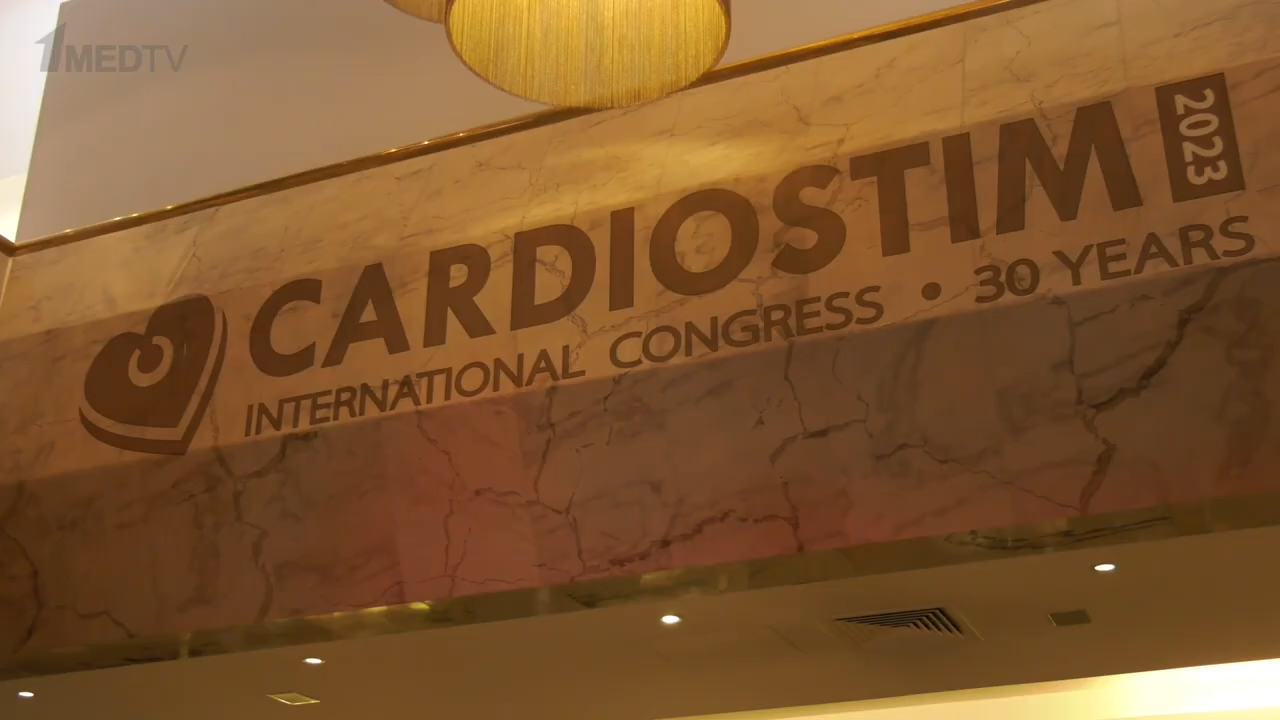 1MEDTV
CARDIOSTIM 2023
INTERNATIONAL CONGRESS • 30 YEARS